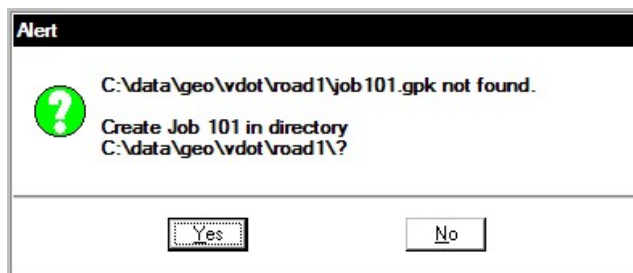 Alert
C:\data\geo\vdot\road1\job101.gpk not found.
Create Job 101 in directory
C:\data\geo\vdot\road1\?
Yes
No